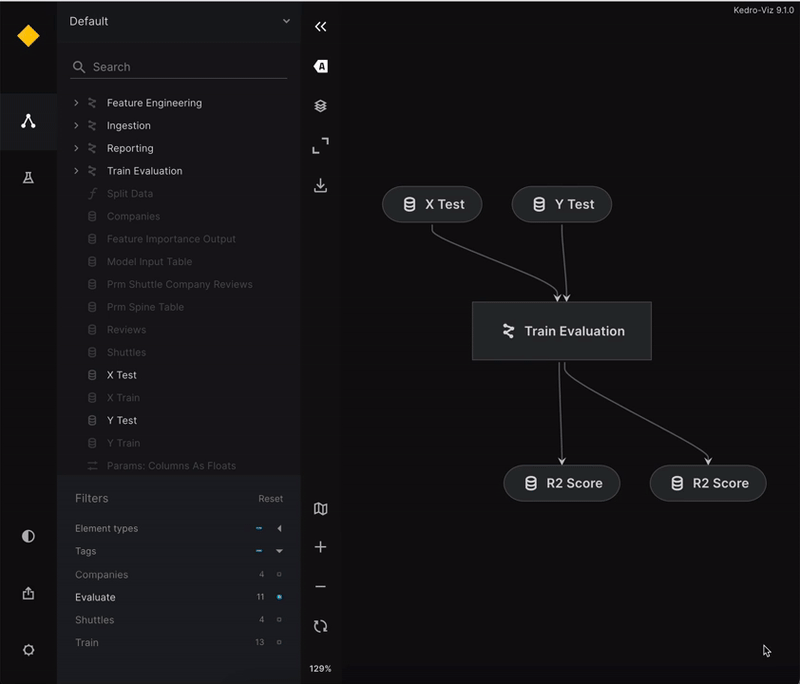 Kedro-Viz 9.1.0
Default
Search
Feature Engineering
Ingestion
Reporting
Train Evaluation
Split Data
Companies
Feature Importance Output
Model Input Table
Prm Shuttle Company Reviews
Prm Spine Table
Reviews
Shuttles
X Test
X Train
Y Test
Y Train
Params: Columns As Floats
Filters Reset
Element types
Tags
Companies 4
Evaluate 11
Shuttles 4
Train 13
A
129%
X Test Y Test
Train Evaluation
R2 Score R2 Score